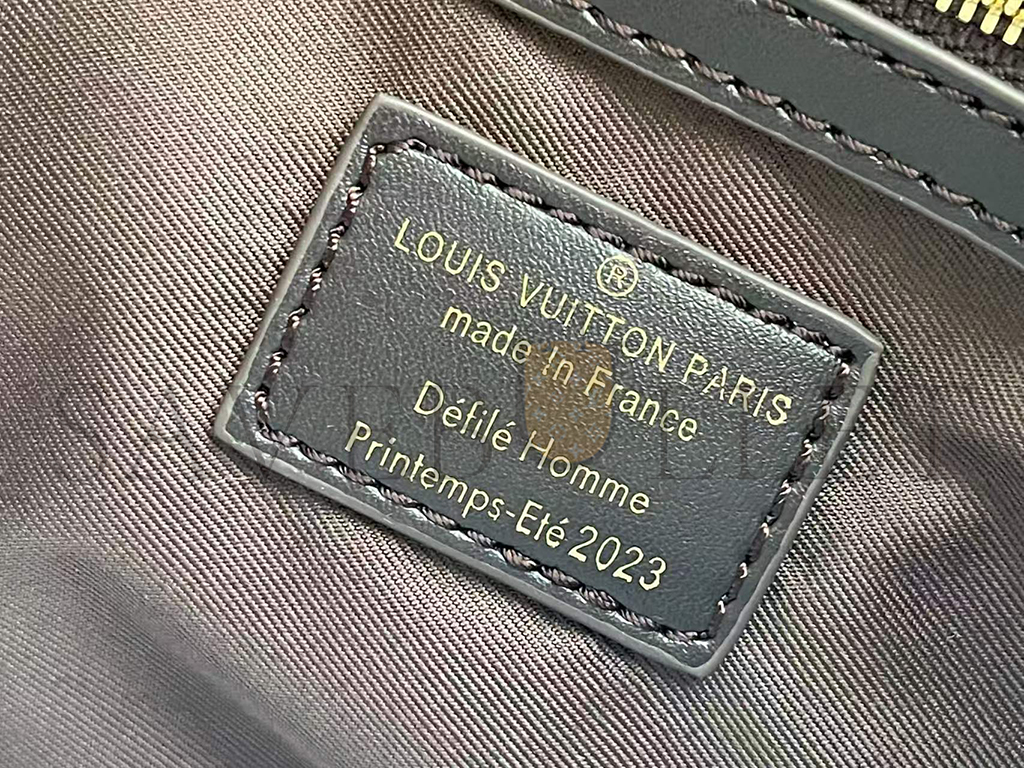 ®
LOUIS VUITTON PARIS
made In France
Défilé Homme
Printemps-Eté 2023